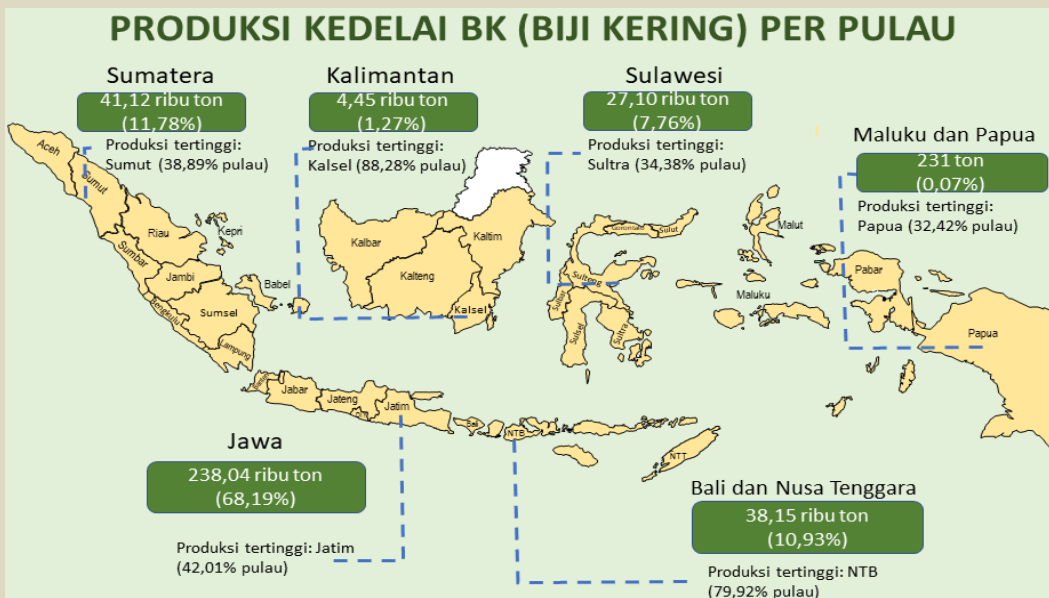 PRODUKSI KEDELAI BK (BIJI KERING) PER PULAU
Sumatera
41,12 ribu ton
(11,78%)
Produksi tertinggi:
Sumut (38,89% pulau)
Kalimantan
4,45 ribu ton
(1,27%)
Produksi tertinggi:
Kalsel (88,28% pulau)
Sulawesi
27,10 ribu ton
(7,76%)
Produksi tertinggi:
Sultra (34,38% pulau)
Maluku dan Papua
231 ton
(0,07%)
Produksi tertinggi:
Papua (32,42% pulau)
Aceh
Sumut
Riau
Kepri
Sumbar
Jambi
Babel
Bengkulu
Sumsel
Lampung
Kalbar
Kaltim
Kalteng
Kalsel
Gorontalo
Sulut
Sulteng
Sulbar
Sulsel
Sultra
Malut
Maluku
Pabar
Papua
Banten
Jabar
Jateng
Jatim
Bali
NTB
NTT
Jawa
238,04 ribu ton
(68,19%)
Produksi tertinggi: Jatim
(42,01% pulau)
Bali dan Nusa Tenggara
38,15 ribu ton
(10,93%)
Produksi tertinggi: NTB
(79,92% pulau)